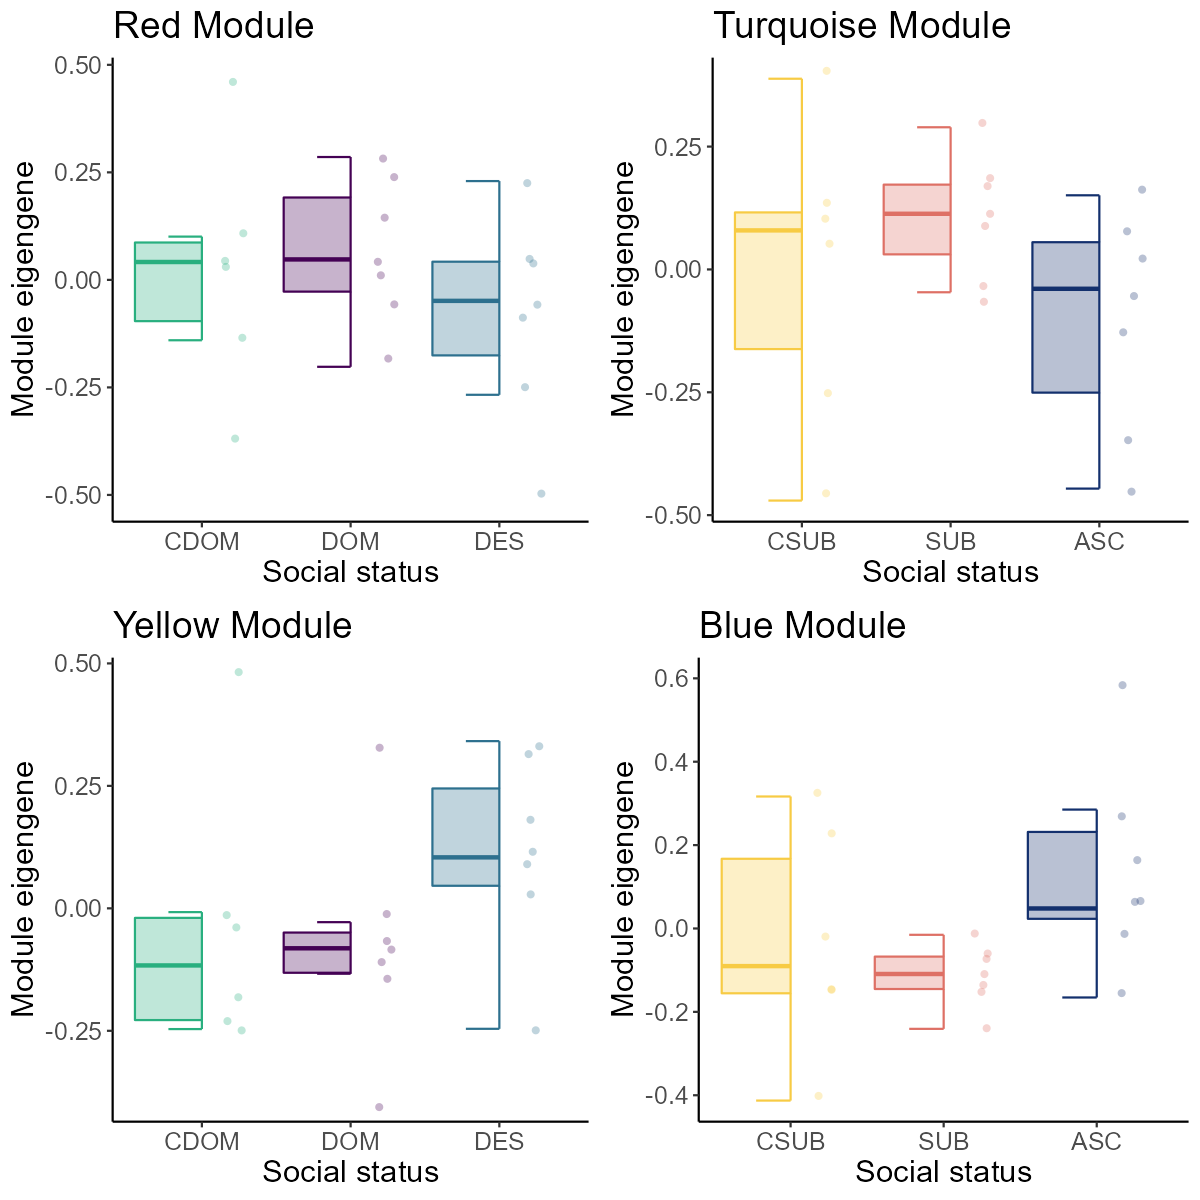 Red Module
Module eigengene
0.50
0.25
0.00
-0.25
-0.50
CDOM DOM DES
Social status
Turquoise Module
Module eigengene
0.25
0.00
-0.25
-0.50
CSUB SUB ASC
Social status
Yellow Module
Module eigengene
0.50
0.25
0.00
-0.25
CDOM DOM DES
Social status
Blue Module
Module eigengene
0.6
0.4
0.2
0.0
-0.2
-0.4
CSUB SUB ASC
Social status